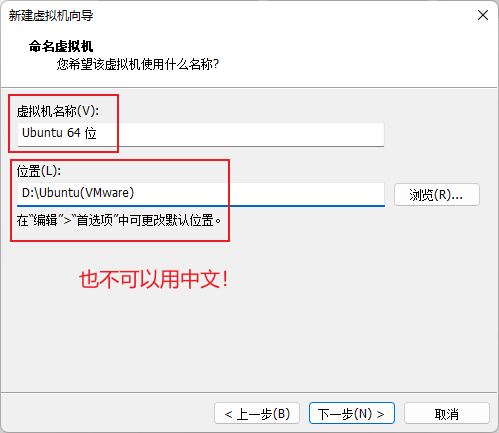 新建虚拟机向导
命名虚拟机
您希望该虚拟机使用什么名称?
虚拟机名称(V):
Ubuntu 64 位
位置(L):
D:\Ubuntu(VMware)
浏览(R)...
在“编辑”>“首选项”中可更改默认位置。
也不可以用中文!
< 上一步(B)
下一步(N) >
取消